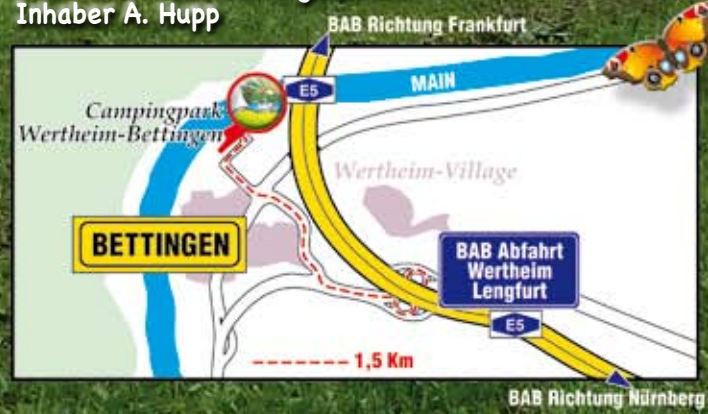 Inhaber A. Hupp
BAB Richtung Frankfurt
E5
MAIN
Campingpark
Wertheim-Bettingen
Wertheim-Village
BETTINGEN
BAB Abfahrt
Wertheim
Lengfurt
E5
1,5 Km
BAB Richtung Nürnberg